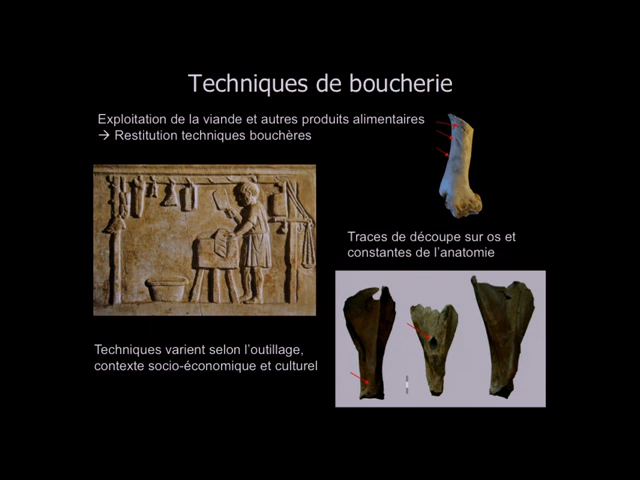 Techniques de boucherie
Exploitation de la viande et autres produits alimentaires
→ Restitution techniques bouchères
Traces de découpe sur os et
constantes de l'anatomie
Techniques varient selon l'outillage,
contexte socio-économique et culturel